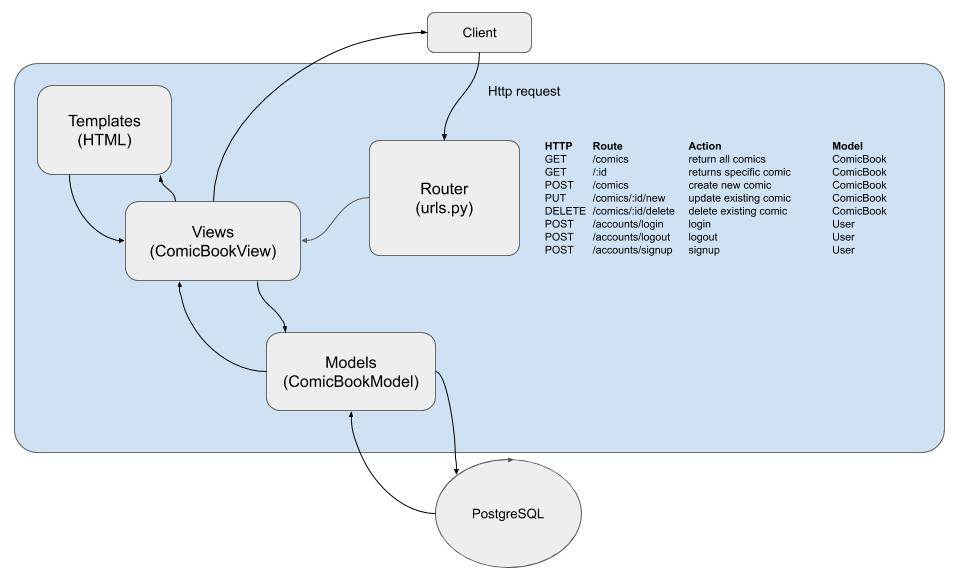 Client
Http request
Templates
(HTML)
Router
(urls.py)
HTTP Route Action Model
GET /comics return all comics ComicBook
GET /:id returns specific comic ComicBook
POST /comics create new comic ComicBook
PUT /comics/:id/new update existing comic ComicBook
DELETE /comics/:id/delete delete existing comic ComicBook
POST /accounts/login login User
POST /accounts/logout logout User
POST /accounts/signup signup User
Views
(ComicBookView)
Models
(ComicBookModel)
PostgreSQL